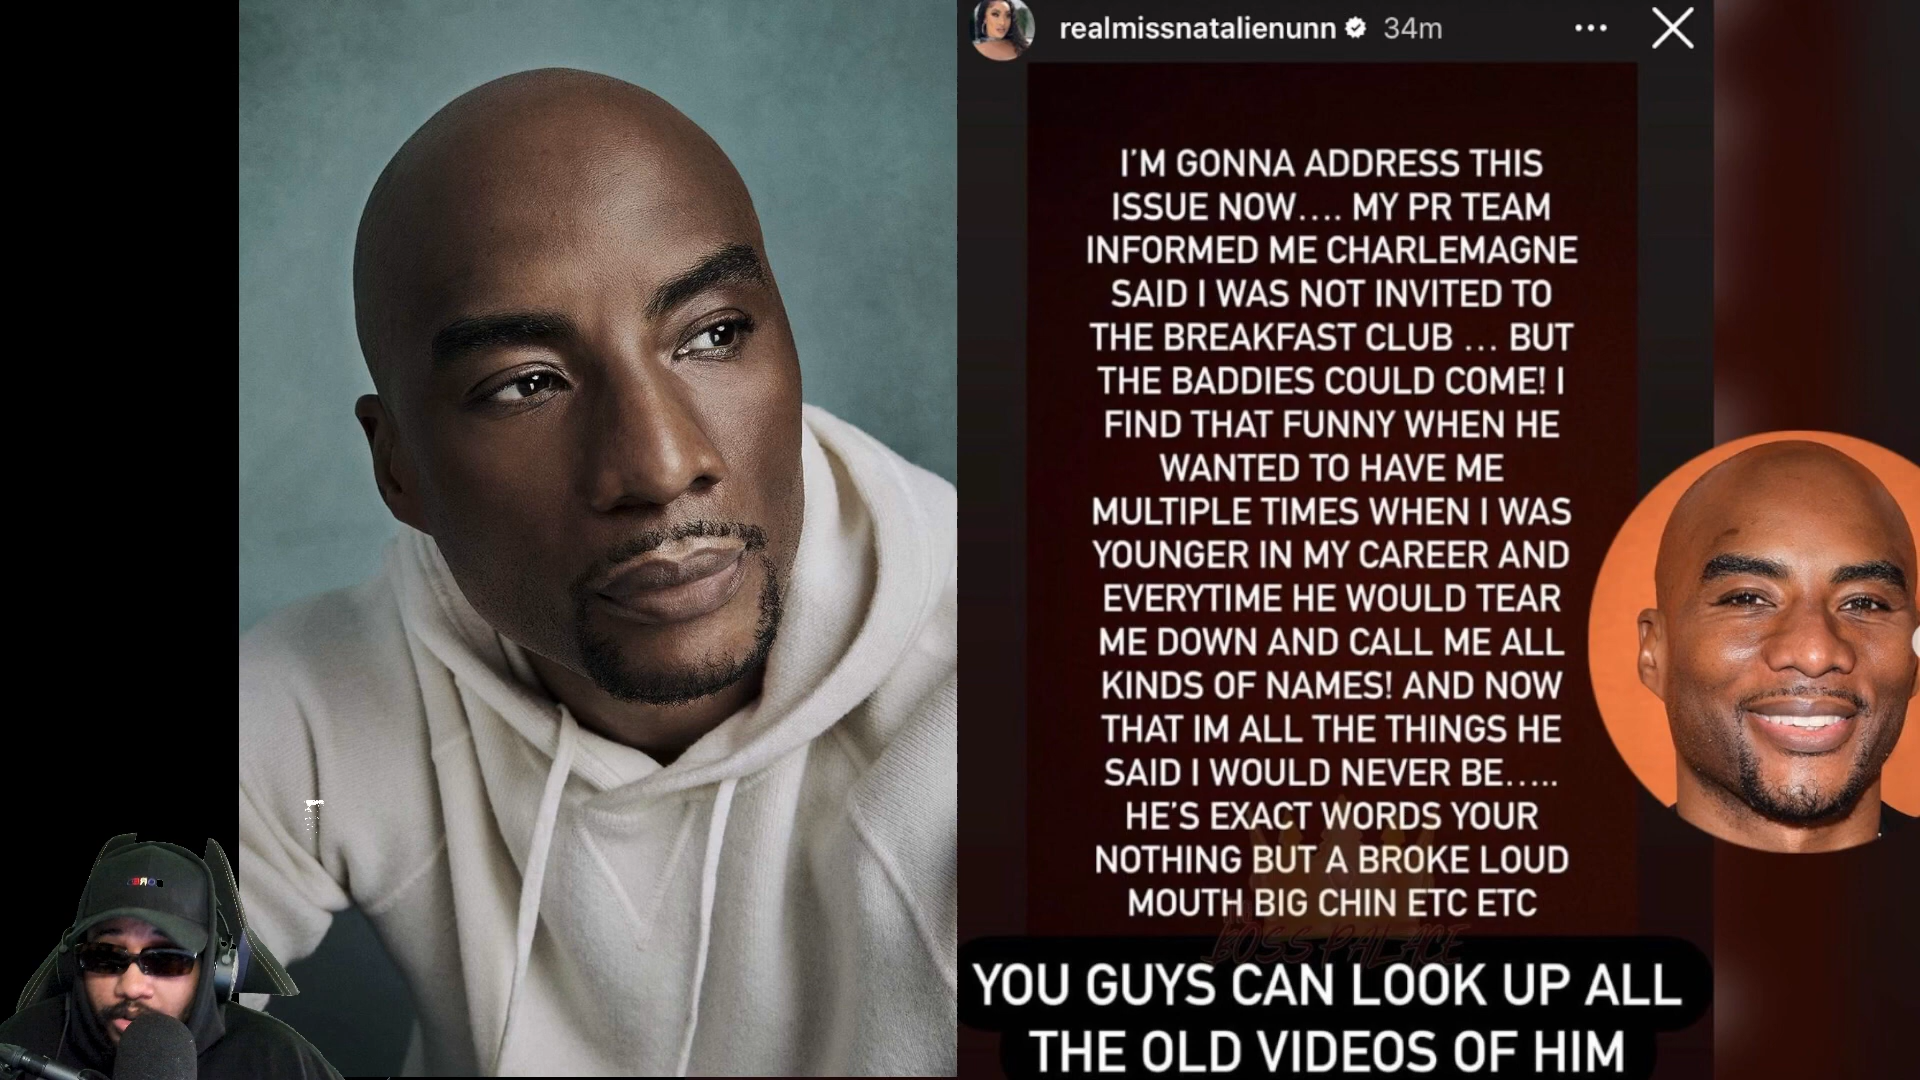 realmissnatalienunn 34m
I'M GONNA ADDRESS THIS
ISSUE NOW.... MY PR TEAM
INFORMED ME CHARLEMAGNE
SAID I WAS NOT INVITED TO
THE BREAKFAST CLUB ... BUT
THE BADDIES COULD COME! I
FIND THAT FUNNY WHEN HE
WANTED TO HAVE ME
MULTIPLE TIMES WHEN I WAS
YOUNGER IN MY CAREER AND
EVERYTIME HE WOULD TEAR
ME DOWN AND CALL ME ALL
KINDS OF NAMES! AND NOW
THAT IM ALL THE THINGS HE
SAID I WOULD NEVER BE.....
HE'S EXACT WORDS YOUR
NOTHING BUT A BROKE LOUD
MOUTH BIG CHIN ETC ETC
BOSS PALACE
YOU GUYS CAN LOOK UP ALL
THE OLD VIDEOS OF HIM